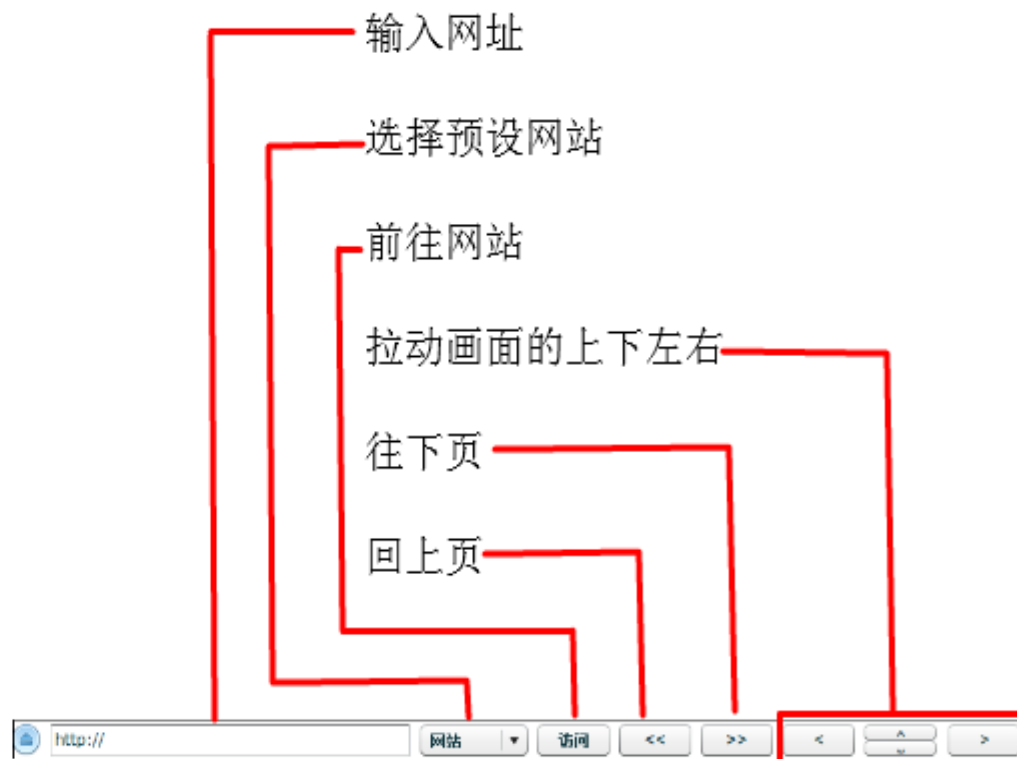 输入网址
选择预设网站
前往网站
拉动画面的上下左右
往下页
回上页
http:// 网站 访问 << >> < >